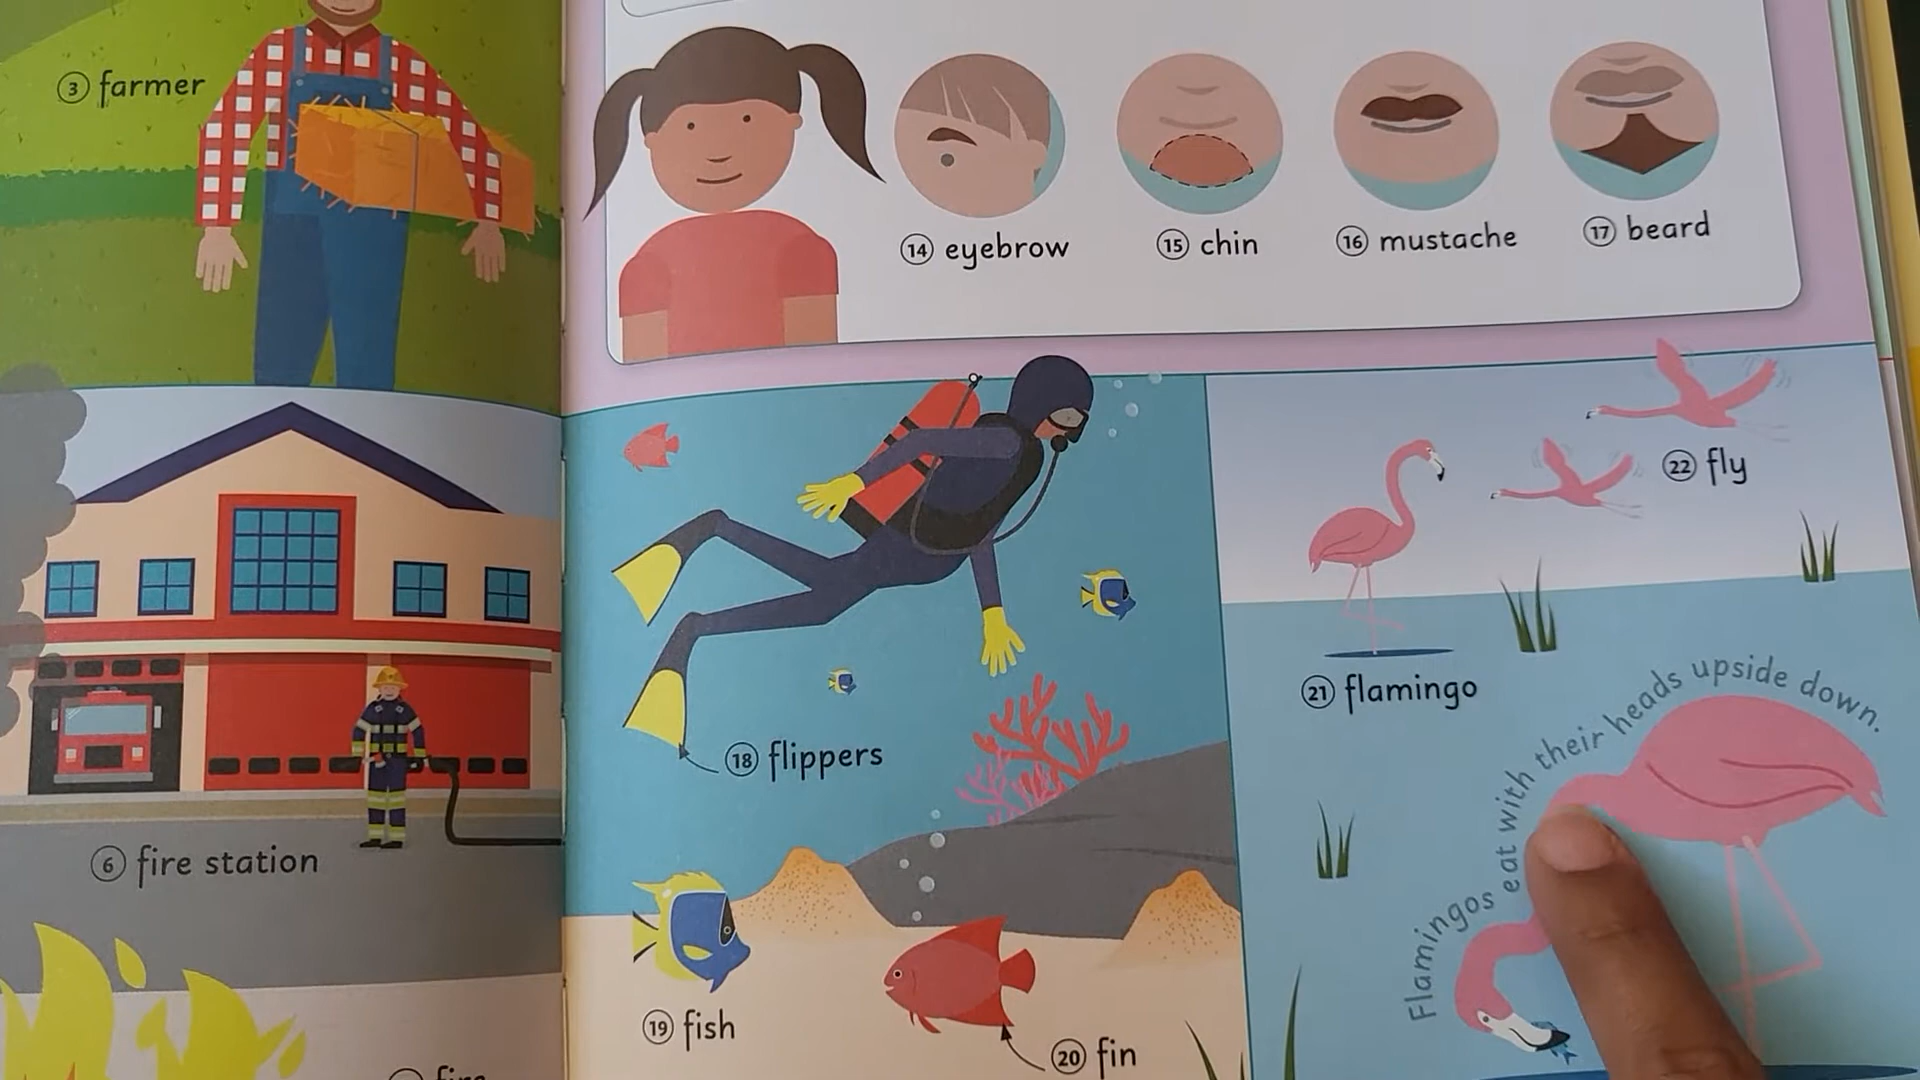 3 farmer
6 fire station
14 eyebrow
15 chin
16 mustache
17 beard
18 flippers
19 fish
20 fin
21 flamingo
22 fly
Flamingos eat with their heads upside down.